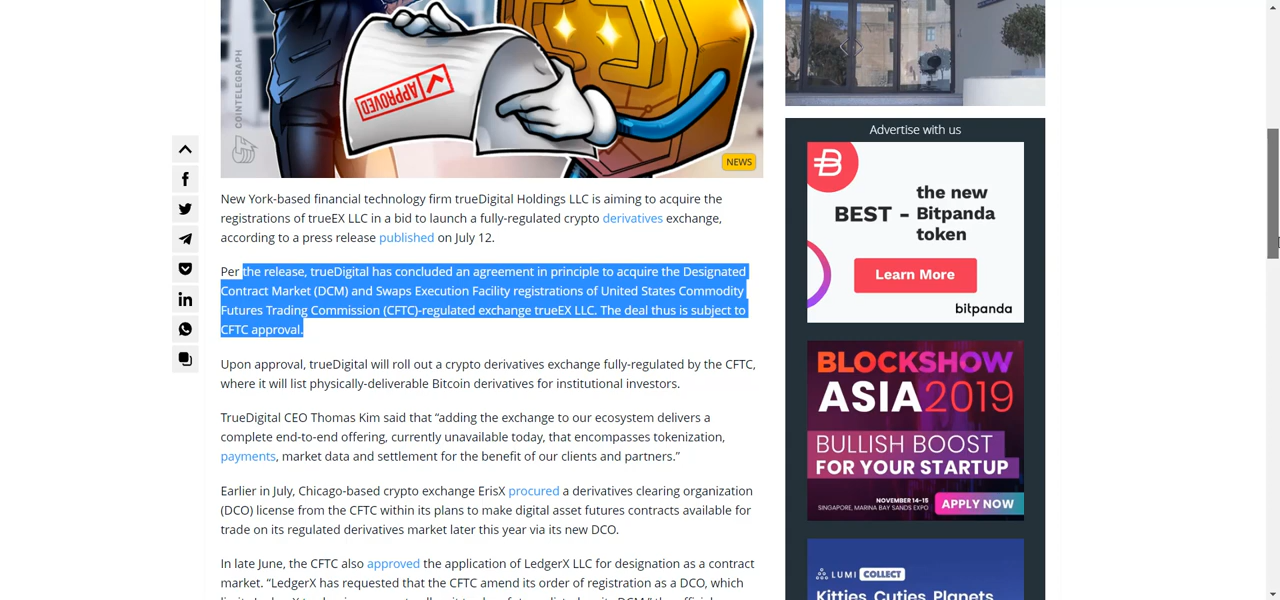 COINTELEGRAPH
APPROVED
NEWS
New York-based financial technology firm trueDigital Holdings LLC is aiming to acquire the
registrations of trueEX LLC in a bid to launch a fully-regulated crypto derivatives exchange,
according to a press release published on July 12.
Per the release, trueDigital has concluded an agreement in principle to acquire the Designated
Contract Market (DCM) and Swaps Execution Facility registrations of United States Commodity
Futures Trading Commission (CFTC)-regulated exchange trueEX LLC. The deal thus is subject to
CFTC approval.
Upon approval, trueDigital will roll out a crypto derivatives exchange fully-regulated by the CFTC,
where it will list physically-deliverable Bitcoin derivatives for institutional investors.
TrueDigital CEO Thomas Kim said that “adding the exchange to our ecosystem delivers a
complete end-to-end offering, currently unavailable today, that encompasses tokenization,
payments, market data and settlement for the benefit of our clients and partners.”
Earlier in July, Chicago-based crypto exchange ErisX procured a derivatives clearing organization
(DCO) license from the CFTC within its plans to make digital asset futures contracts available for
trade on its regulated derivatives market later this year via its new DCO.
In late June, the CFTC also approved the application of LedgerX LLC for designation as a contract
market. “LedgerX has requested that the CFTC amend its order of registration as a DCO, which
Advertise with us
the new
BEST - Bitpanda
token
Learn More
bitpanda
BLOCKSHOW
ASIA2019
BULLISH BOOST
FOR YOUR STARTUP
NOVEMBER 14-15
SINGAPORE, MARINA BAY SANDS EXPO
APPLY NOW
LUMI COLLECT
Kitties, Cuties, Planets